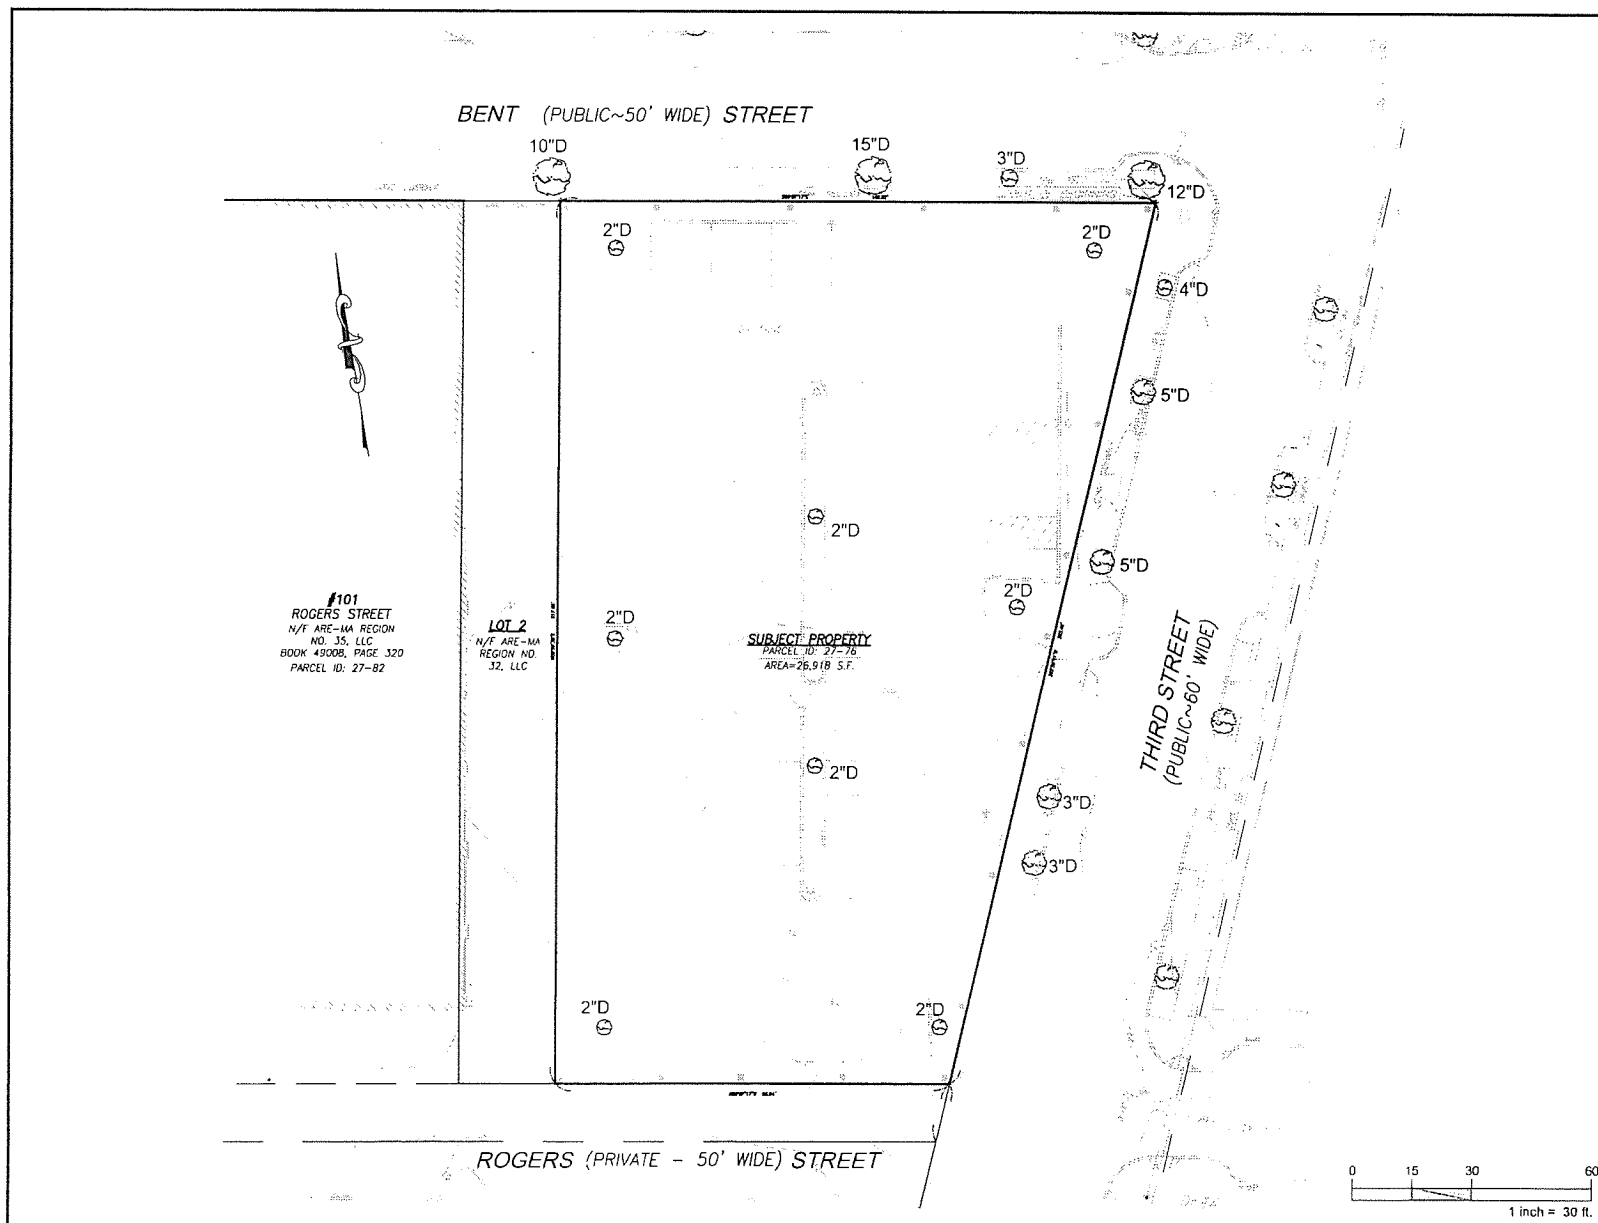 BENT (PUBLIC~50' WIDE) STREET
10"D
15"D
3"D
12"D
2"D
2"D
4"D
5"D
2"D
5"D
2"D
2"D
#101
ROGERS STREET
N/F ARE-MA REGION
NO. 35, LLC
BOOK 49008, PAGE 320
PARCEL ID: 27-82
LOT 2
N/F ARE-MA
REGION NO.
32, LLC
SUBJECT PROPERTY
PARCEL ID: 27-76
AREA=26,918 S.F.
THIRD STREET
(PUBLIC~60' WIDE)
2"D
3"D
3"D
2"D
2"D
ROGERS (PRIVATE - 50' WIDE) STREET
0 15 30 60
1 inch = 30 ft.